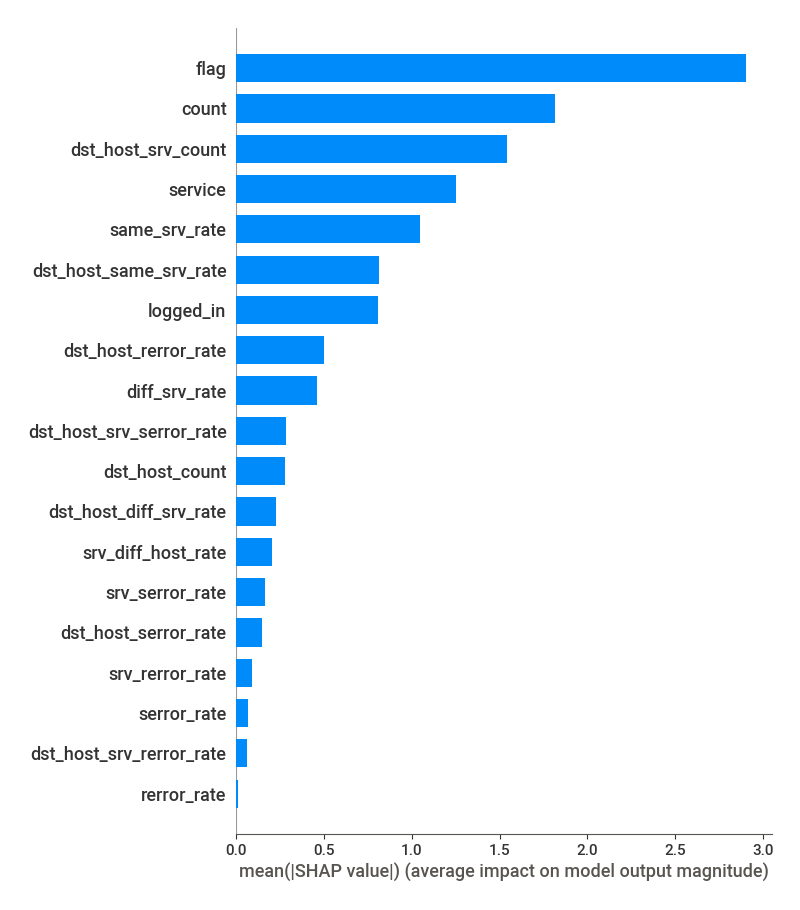 flag
count
dst_host_srv_count
service
same_srv_rate
dst_host_same_srv_rate
logged_in
dst_host_rerror_rate
diff_srv_rate
dst_host_srv_serror_rate
dst_host_count
dst_host_diff_srv_rate
srv_diff_host_rate
srv_serror_rate
dst_host_serror_rate
srv_rerror_rate
serror_rate
dst_host_srv_rerror_rate
rerror_rate
0.0 0.5 1.0 1.5 2.0 2.5 3.0
mean(|SHAP value|) (average impact on model output magnitude)